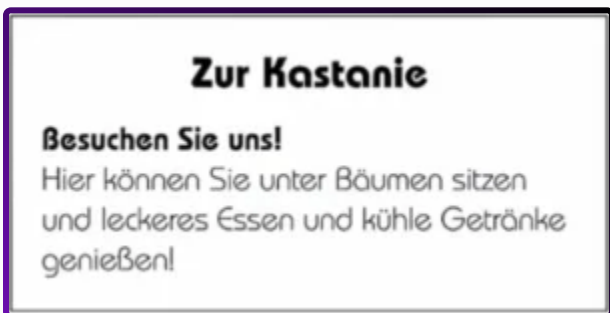 Zur Kastanie
Besuchen Sie uns!
Hier können Sie unter Bäumen sitzen
und leckeres Essen und kühle Getränke
genießen!